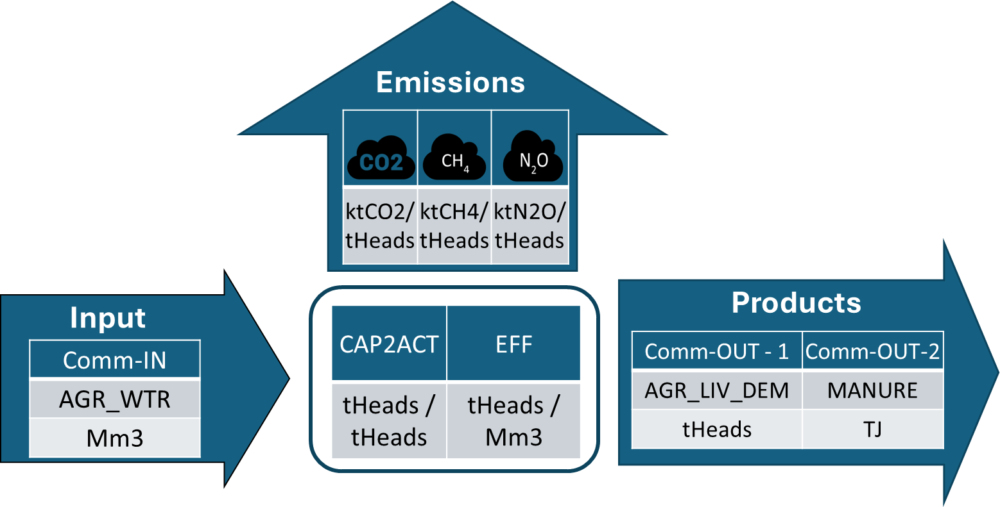 Emissions
CO2 CH4 N2O
ktCO2/ ktCH4/ ktN2O/
tHeads tHeads tHeads
Input
Comm-IN
AGR_WTR
Mm3
CAP2ACT EFF
tHeads / tHeads /
tHeads Mm3
Products
Comm-OUT - 1 Comm-OUT-2
AGR_LIV_DEM MANURE
tHeads TJ